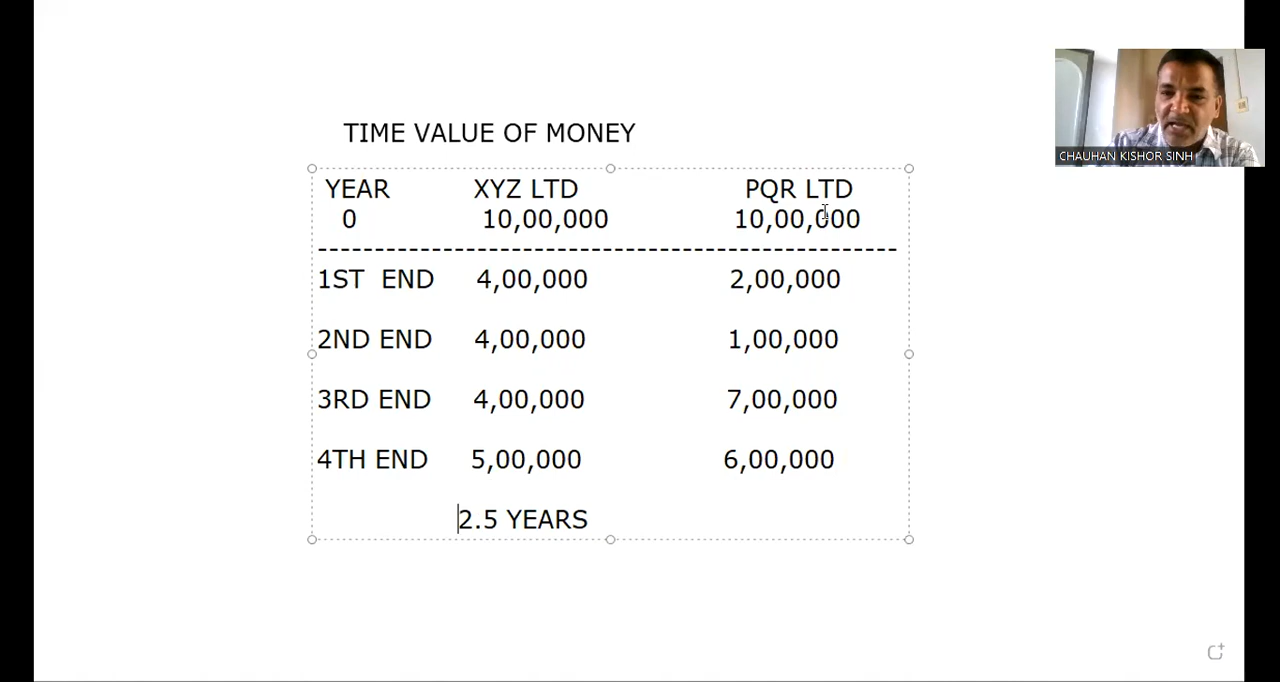 TIME VALUE OF MONEY
YEAR XYZ LTD PQR LTD
0 10,00,000 10,00,000
--------------------------------------------------
1ST END 4,00,000 2,00,000
2ND END 4,00,000 1,00,000
3RD END 4,00,000 7,00,000
4TH END 5,00,000 6,00,000
2.5 YEARS
CHAUHAN KISHOR SINH